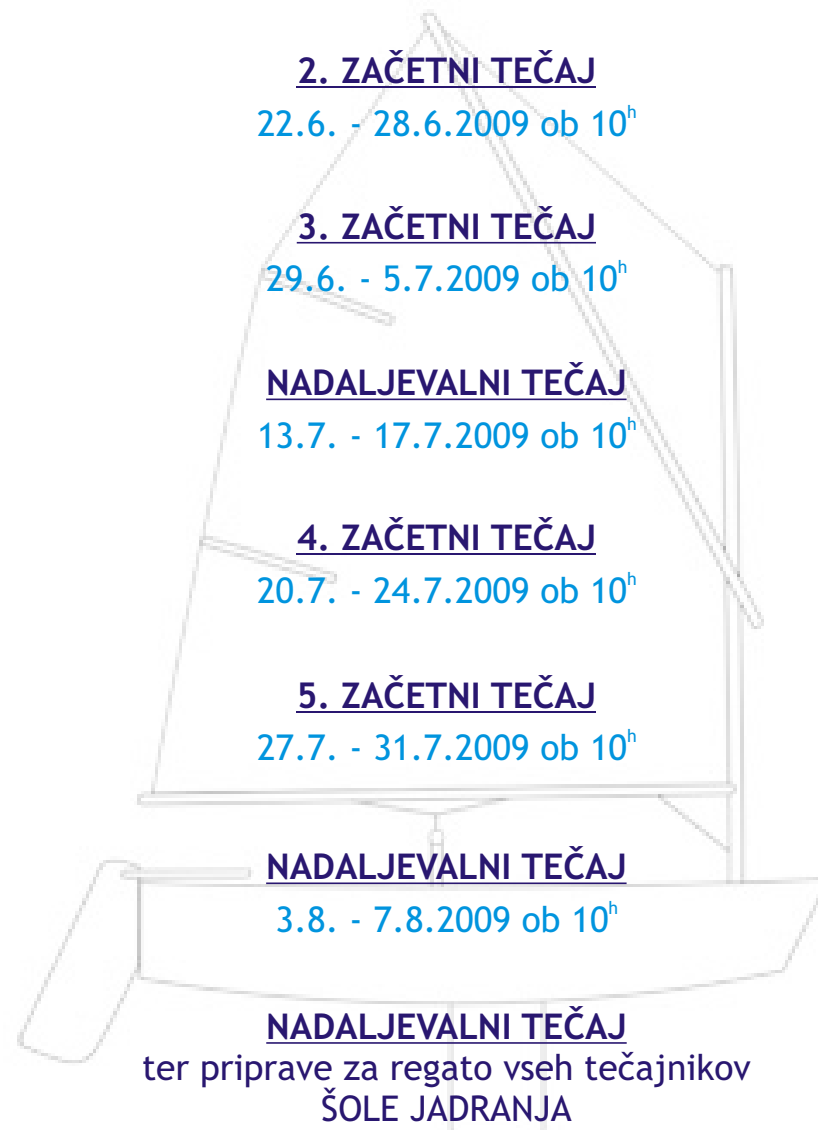 2. ZAČETNI TEČAJ
22.6. - 28.6.2009 ob 10h
3. ZAČETNI TEČAJ
29.6. - 5.7.2009 ob 10h
NADALJEVALNI TEČAJ
13.7. - 17.7.2009 ob 10h
4. ZAČETNI TEČAJ
20.7. - 24.7.2009 ob 10h
5. ZAČETNI TEČAJ
27.7. - 31.7.2009 ob 10h
NADALJEVALNI TEČAJ
3.8. - 7.8.2009 ob 10h
NADALJEVALNI TEČAJ
ter priprave za regato vseh tečajnikov
ŠOLE JADRANJA